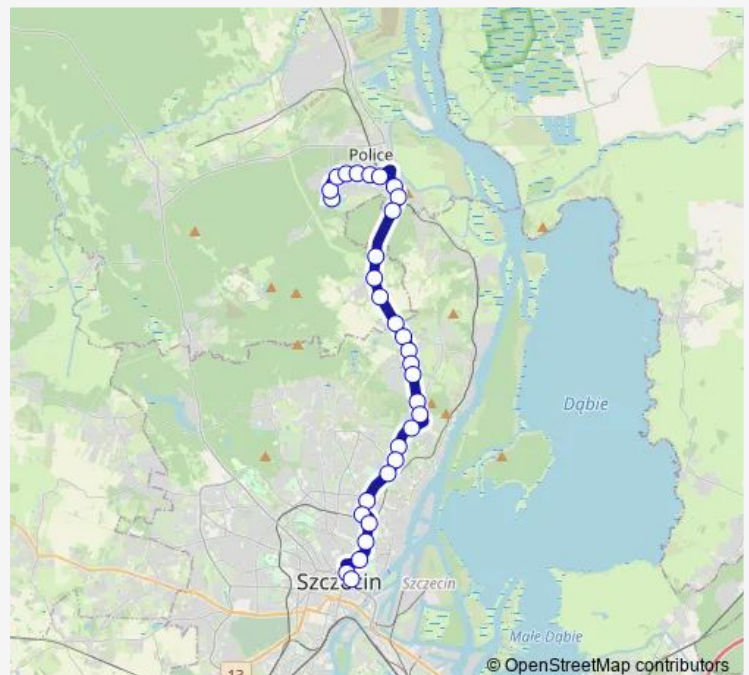 Police
Dąbie
Szczecin
Szczecin
Małe Dąbie
13
© OpenStreetMap contributors